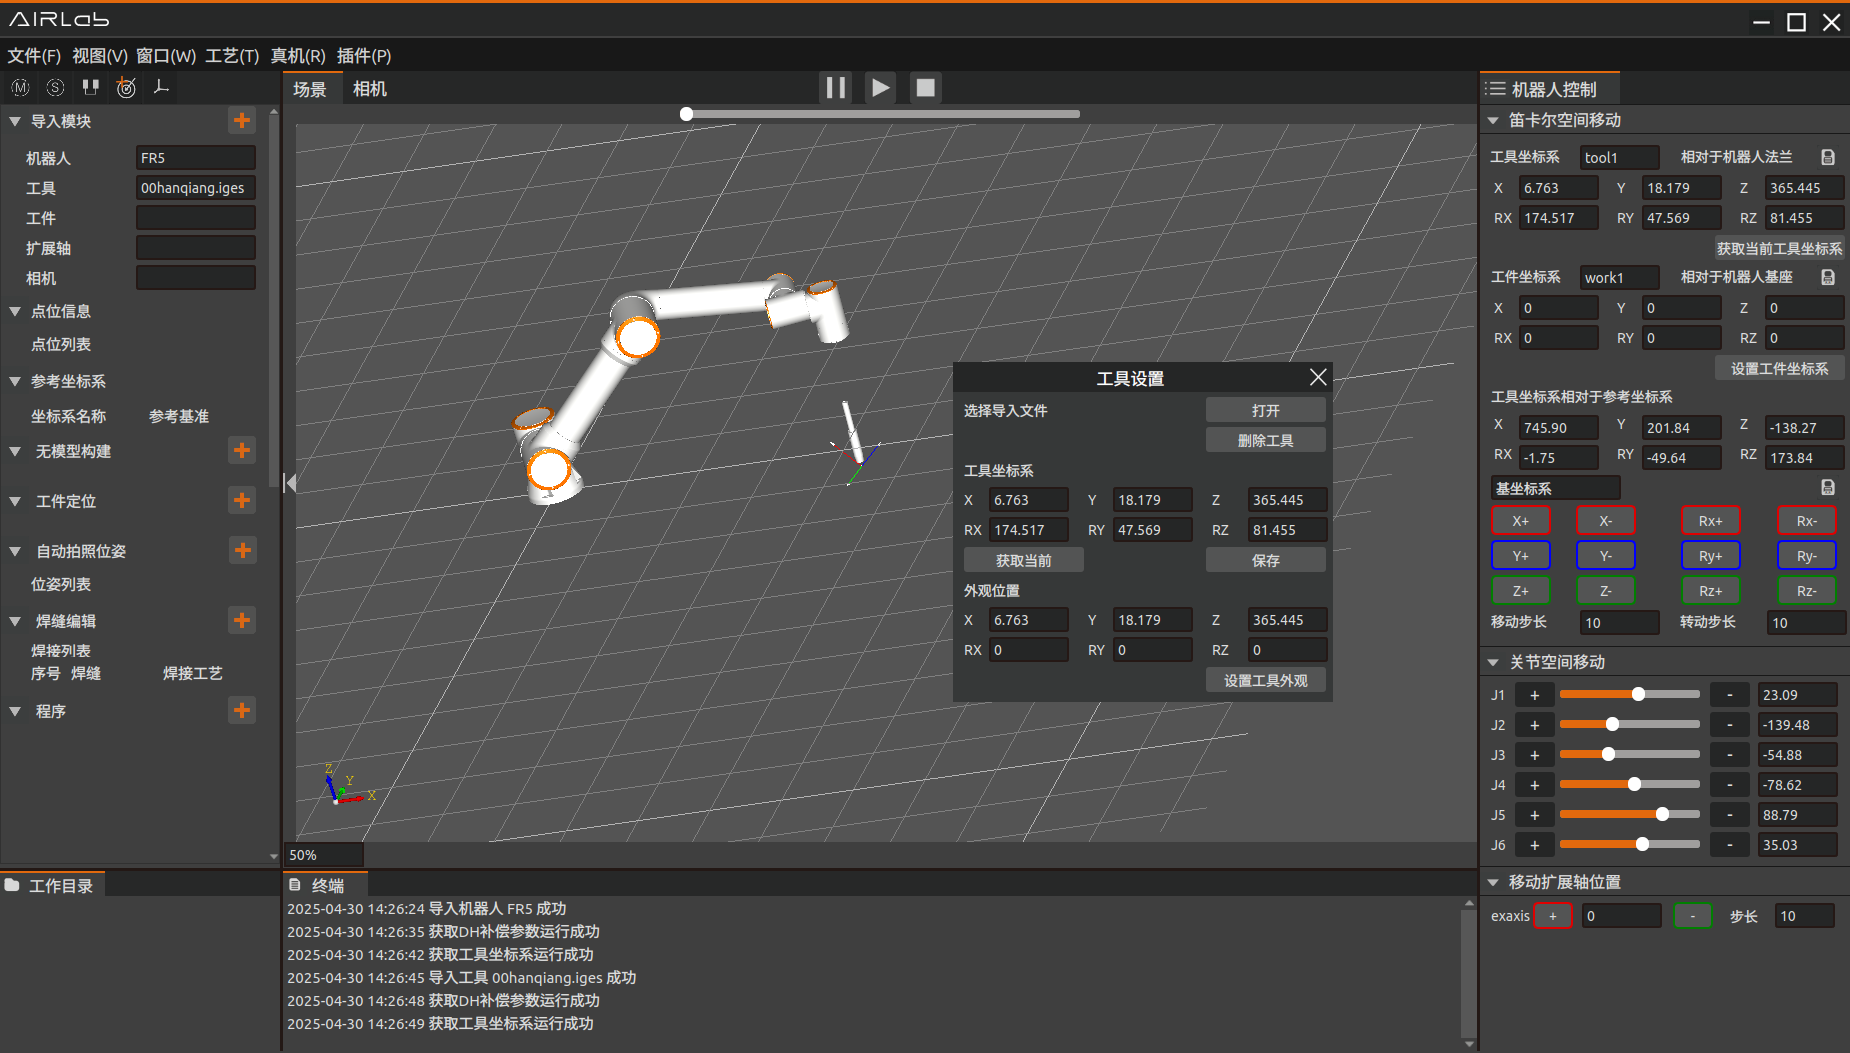 AIRLab
文件(F) 视图(V) 窗口(W) 工艺(T) 真机(R) 插件(P)
M S
导入模块
机器人 FR5
工具 00hanqiang.iges
工件
扩展轴
相机
点位信息
点位列表
参考坐标系
坐标系名称 参考基准
无模型构建
工件定位
自动拍照位姿
位姿列表
焊缝编辑
焊接列表
序号 焊缝 焊接工艺
程序
工作目录
场景 相机
Z
Y
X
50%
工具设置
选择导入文件 打开
删除工具
工具坐标系
X 6.763 Y 18.179 Z 365.445
RX 174.517 RY 47.569 RZ 81.455
获取当前 保存
外观位置
X 6.763 Y 18.179 Z 365.445
RX 0 RY 0 RZ 0
设置工具外观
终端
2025-04-30 14:26:24 导入机器人 FR5 成功
2025-04-30 14:26:35 获取DH补偿参数运行成功
2025-04-30 14:26:42 获取工具坐标系运行成功
2025-04-30 14:26:45 导入工具 00hanqiang.iges 成功
2025-04-30 14:26:48 获取DH补偿参数运行成功
2025-04-30 14:26:49 获取工具坐标系运行成功
机器人控制
笛卡尔空间移动
工具坐标系 tool1 相对于机器人法兰
X 6.763 Y 18.179 Z 365.445
RX 174.517 RY 47.569 RZ 81.455
获取当前工具坐标系
工件坐标系 work1 相对于机器人基座
X 0 Y 0 Z 0
RX 0 RY 0 RZ 0
设置工件坐标系
工具坐标系相对于参考坐标系
X 745.90 Y 201.84 Z -138.27
RX -1.75 RY -49.64 RZ 173.84
基坐标系
X+ X- Rx+ Rx-
Y+ Y- Ry+ Ry-
Z+ Z- Rz+ Rz-
移动步长 10 转动步长 10
关节空间移动
J1 + - 23.09
J2 + - -139.48
J3 + - -54.88
J4 + - -78.62
J5 + - 88.79
J6 + - 35.03
移动扩展轴位置
exaxis + 0 - 步长 10